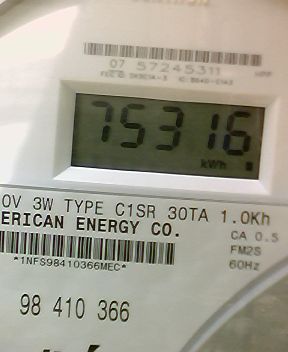 07 57245311
75316
kWh
0V 3W TYPE C1SR 30TA 1.0Kh
ERICAN ENERGY CO.
CA 0.5
FM2S
60Hz
*1NFS98410366MEC*
98 410 366